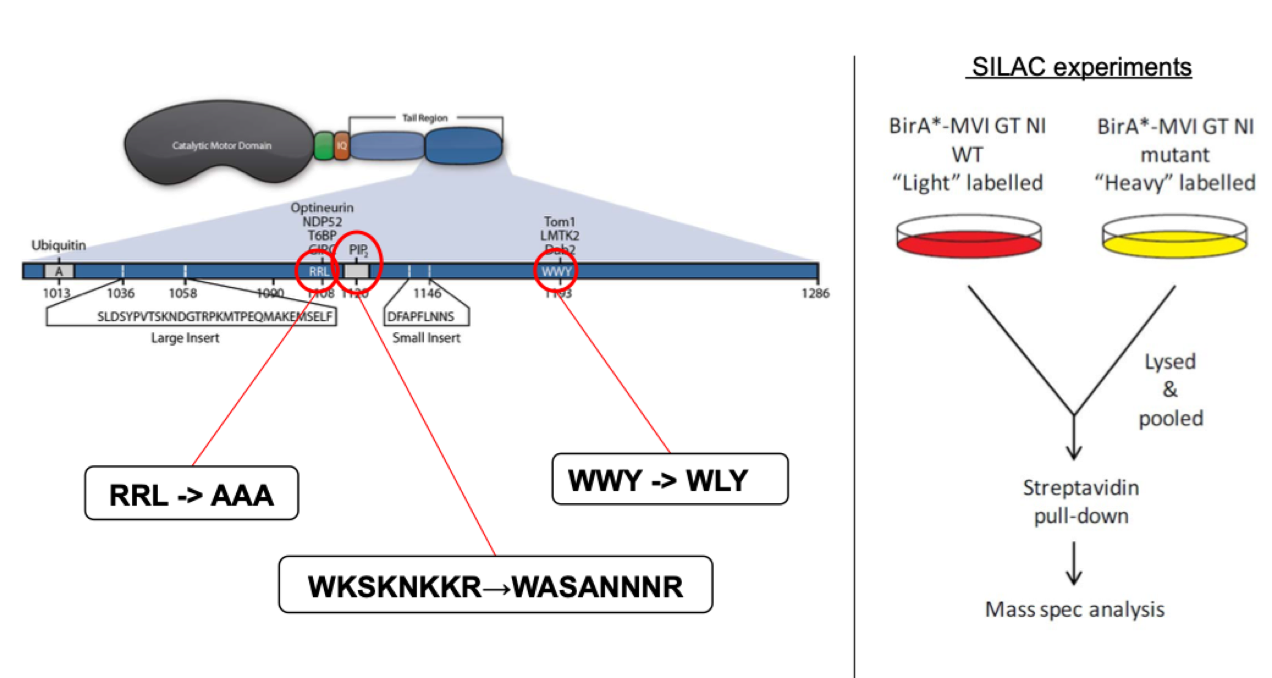 Tail Region
Catalytic Motor Domain
IQ
Optineurin
NDP52
T6BP
GIPC
Ubiquitin
PIP2
Tom1
LMTK2
Dab2
A
RRL
WWY
1013
1036
1058
1090
1108
1120
1146
1193
1286
SLDSYPVTSKNDGTRPKMTPEQMAKEMSELF
Large Insert
DFAPFLNNS
Small Insert
RRL -> AAA
WWY -> WLY
WKSKNKKR→WASANNNR
SILAC experiments
BirA*-MVI GT NI
WT
“Light” labelled
BirA*-MVI GT NI
mutant
“Heavy” labelled
Lysed
&
pooled
Streptavidin
pull-down
Mass spec analysis